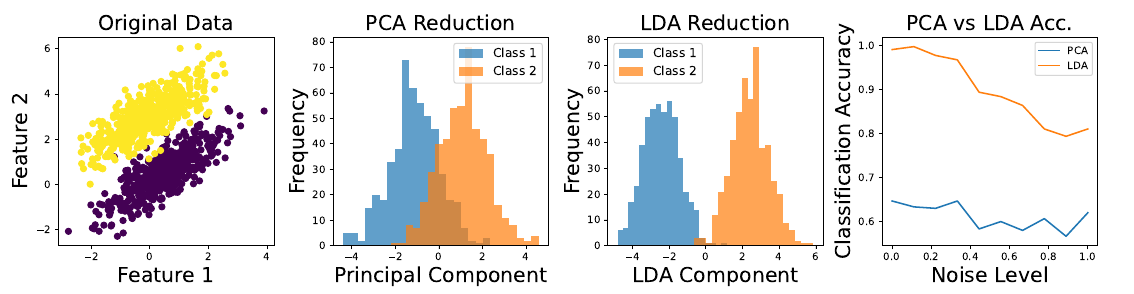 Original Data
6
4
2
0
−2
−2
0
2
4
Feature 1
Feature 2
PCA Reduction
Class 1
Class 2
80
70
60
50
40
30
20
10
0
−4
−2
0
2
4
Principal Component
Frequency
LDA Reduction
Class 1
Class 2
80
70
60
50
40
30
20
10
0
−4
−2
0
2
4
6
LDA Component
Frequency
PCA vs LDA Acc.
PCA
LDA
1.0
0.9
0.8
0.7
0.6
0.0
0.2
0.4
0.6
0.8
1.0
Noise Level
Classification Accuracy